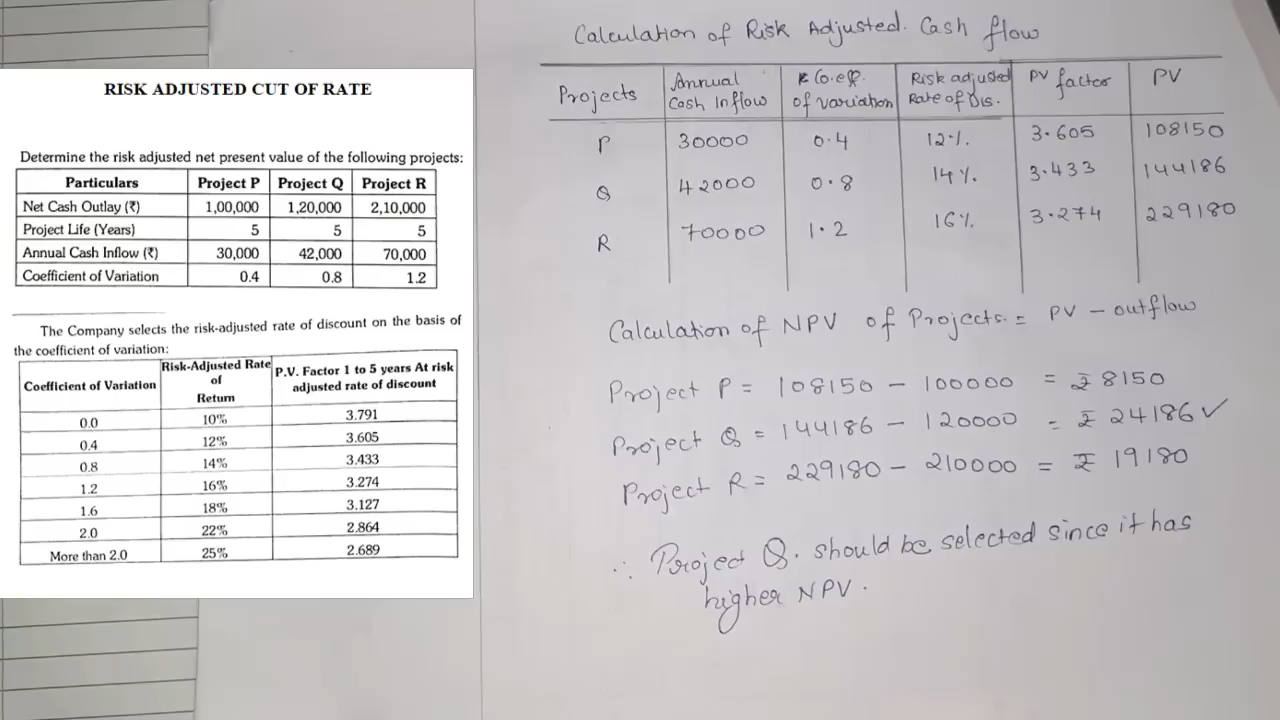 RISK ADJUSTED CUT OF RATE
Determine the risk adjusted net present value of the following projects:
Particulars Project P Project Q Project R
Net Cash Outlay (₹) 1,00,000 1,20,000 2,10,000
Project Life (Years) 5 5 5
Annual Cash Inflow (₹) 30,000 42,000 70,000
Coefficient of Variation 0.4 0.8 1.2
The Company selects the risk-adjusted rate of discount on the basis of
the coefficient of variation:
Coefficient of Variation Risk-Adjusted Rate of Return P.V. Factor 1 to 5 years At risk adjusted rate of discount
0.0 10% 3.791
0.4 12% 3.605
0.8 14% 3.433
1.2 16% 3.274
1.6 18% 3.127
2.0 22% 2.864
More than 2.0 25% 2.689
Calculation of Risk Adjusted. Cash flow
Projects Annual Cash Inflow Co.eff. of variation Risk adjusted Rate of Dis. PV factor PV
P 30000 0.4 12%. 3.605 108150
Q 42000 0.8 14%. 3.433 144186
R 70000 1.2 16%. 3.274 229180
Calculation of NPV of Projects. = PV - outflow
Project P = 108150 - 100000 = ₹ 8150
Project Q = 144186 - 120000 = ₹ 24186 ✓
Project R = 229180 - 210000 = ₹ 19180
∴ Project Q. should be selected since it has
higher NPV.